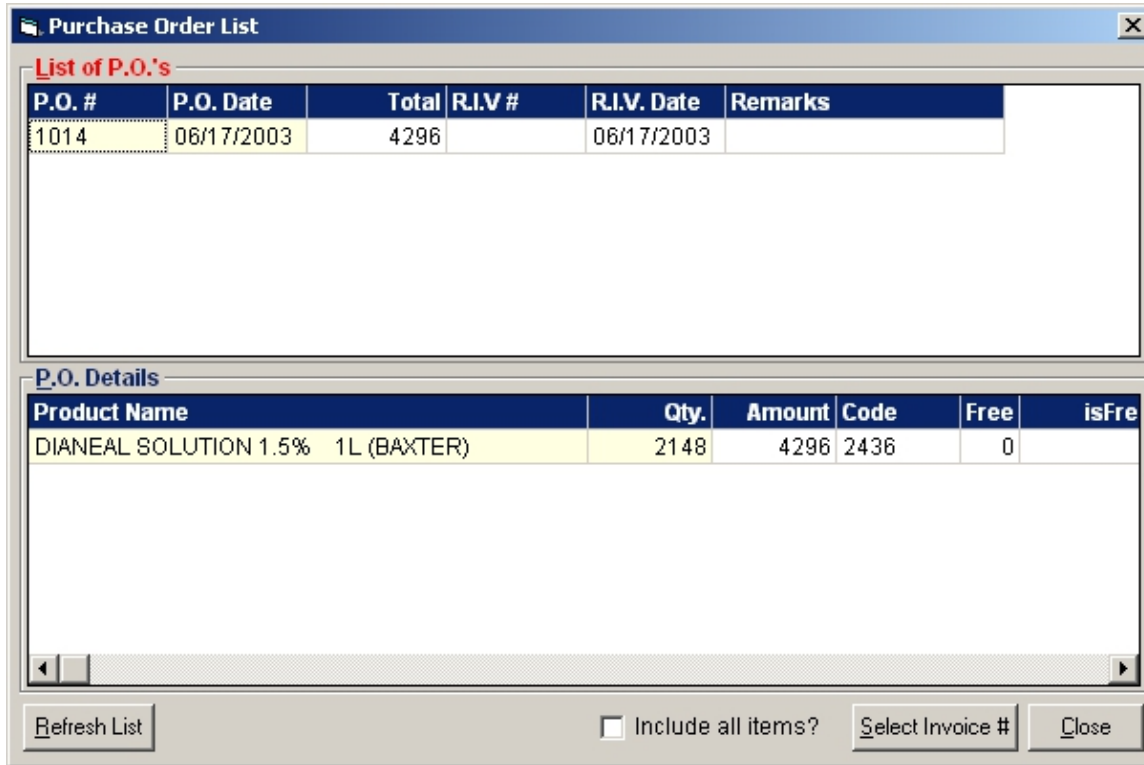 Purchase Order List
List of P.O.'s
P.O. # P.O. Date Total R.I.V # R.I.V. Date Remarks
1014 06/17/2003 4296 06/17/2003
P.O. Details
Product Name Qty. Amount Code Free isFre
DIANEAL SOLUTION 1.5% 1L (BAXTER) 2148 4296 2436 0
Refresh List Include all items? Select Invoice # Close